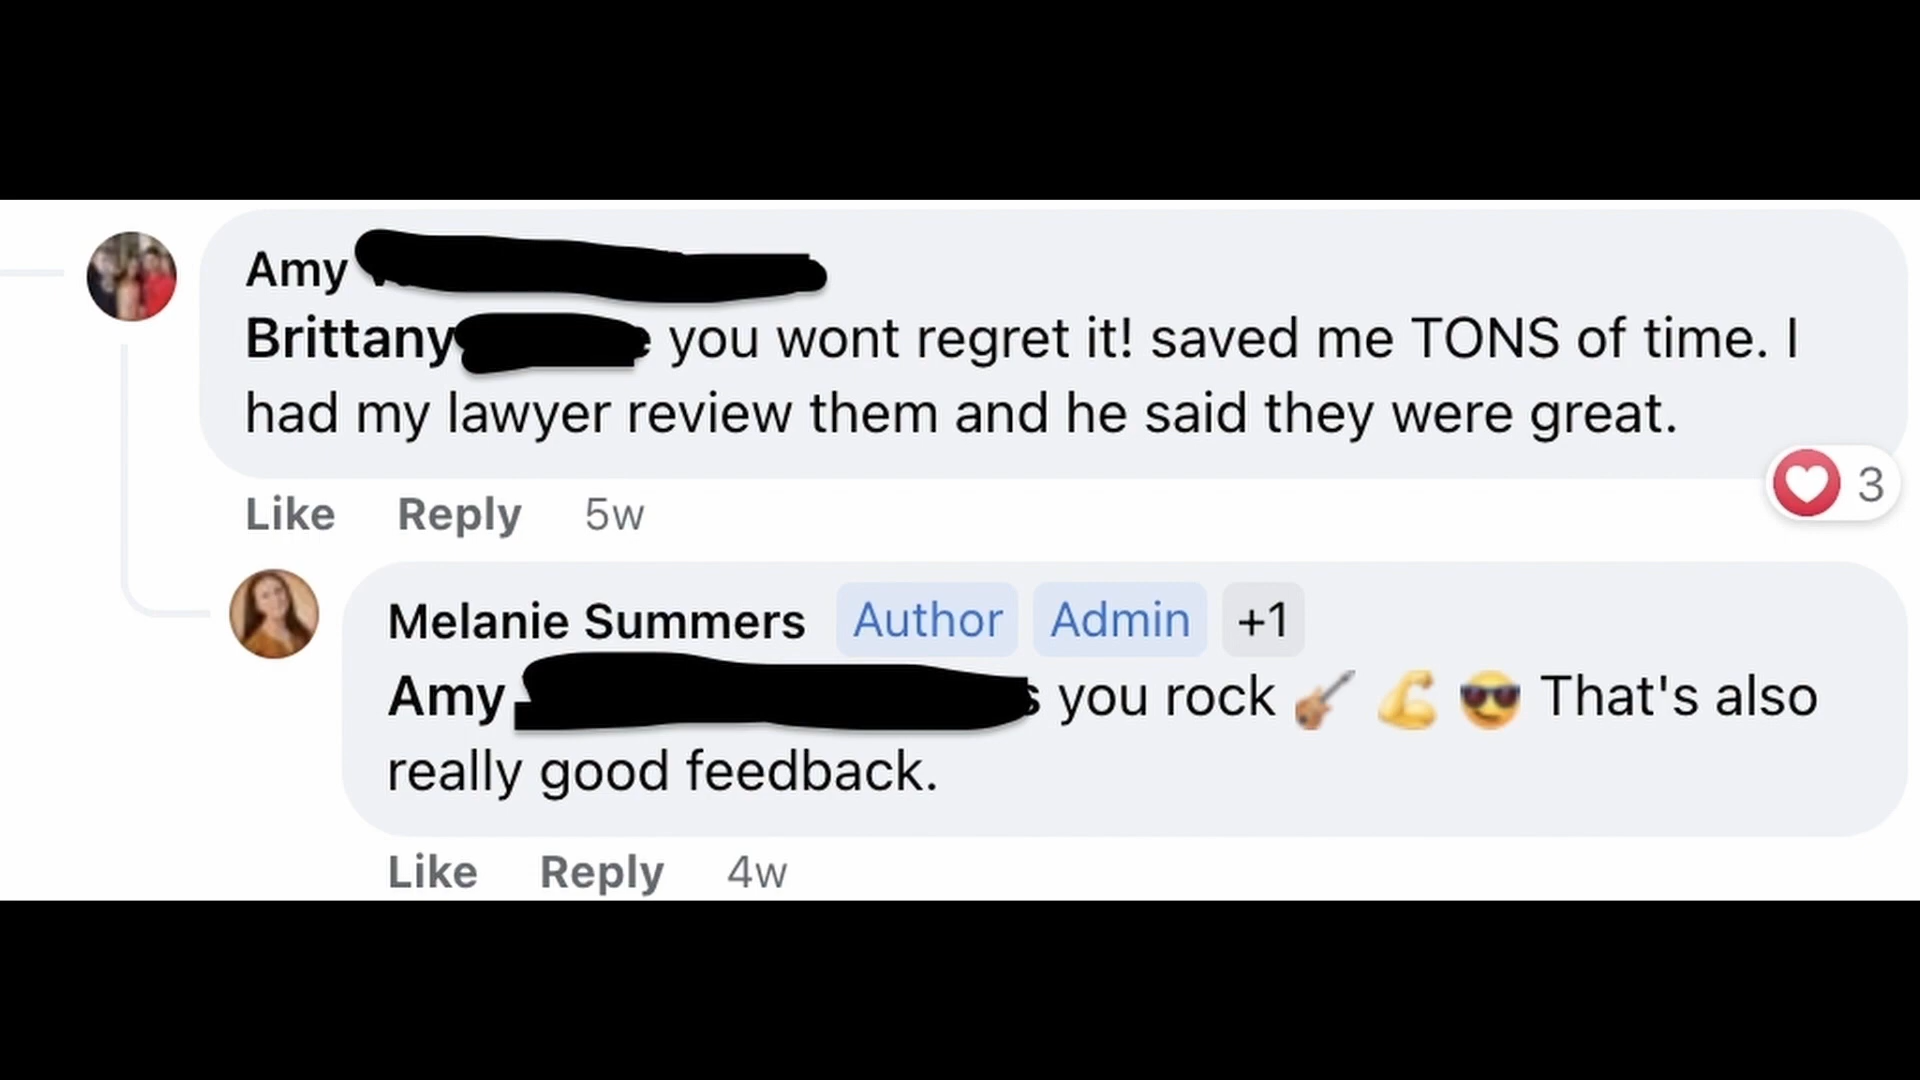 Amy
Brittany you wont regret it! saved me TONS of time. I
had my lawyer review them and he said they were great.
3
Like Reply 5w
Melanie Summers Author Admin +1
Amy you rock 🎸 💪 😎 That's also
really good feedback.
Like Reply 4w